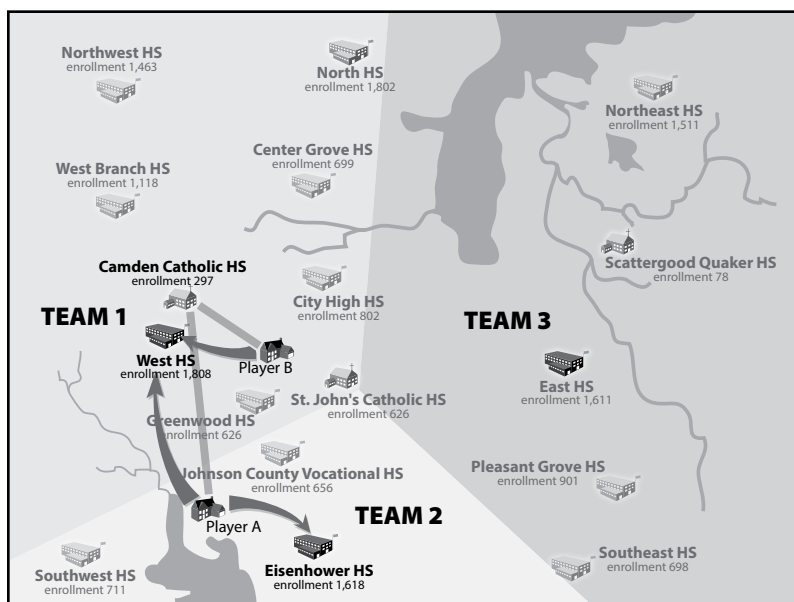 Northwest HS
enrollment 1,463
North HS
enrollment 1,802
Northeast HS
enrollment 1,511
Center Grove HS
enrollment 699
West Branch HS
enrollment 1,118
Scattergood Quaker HS
enrollment 78
Camden Catholic HS
enrollment 297
City High HS
enrollment 802
TEAM 1
TEAM 3
West HS
enrollment 1,808
Player B
East HS
enrollment 1,611
St. John's Catholic HS
enrollment 626
Greenwood HS
enrollment 626
Johnson County Vocational HS
enrollment 656
Pleasant Grove HS
enrollment 901
TEAM 2
Player A
Southeast HS
enrollment 698
Southwest HS
enrollment 711
Eisenhower HS
enrollment 1,618